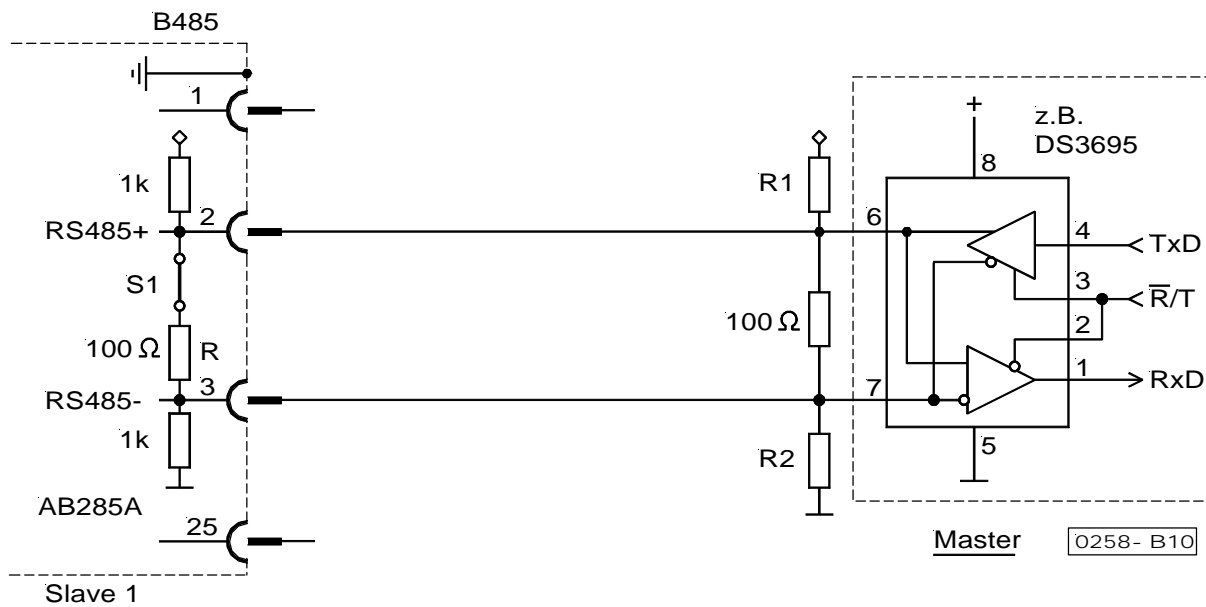 B485
1
1k
RS485+
2
S1
100 Ω
R
RS485-
3
1k
AB285A
25
Slave 1
R1
100 Ω
R2
+
z.B.
DS3695
8
6
4
TxD
3
R̅/T
2
1
RxD
7
5
Master
0258- B10